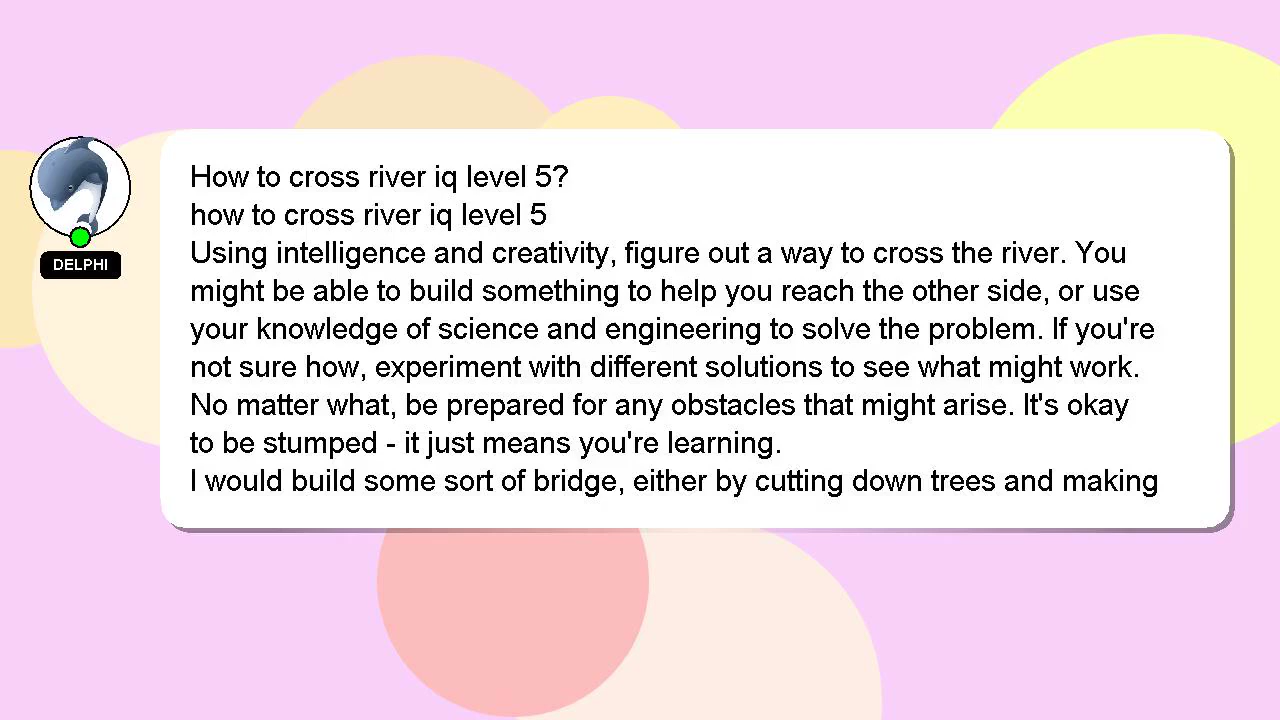 How to cross river iq level 5?
how to cross river iq level 5
Using intelligence and creativity, figure out a way to cross the river. You
might be able to build something to help you reach the other side, or use
your knowledge of science and engineering to solve the problem. If you're
not sure how, experiment with different solutions to see what might work.
No matter what, be prepared for any obstacles that might arise. It's okay
to be stumped - it just means you're learning.
I would build some sort of bridge, either by cutting down trees and making
DELPHI